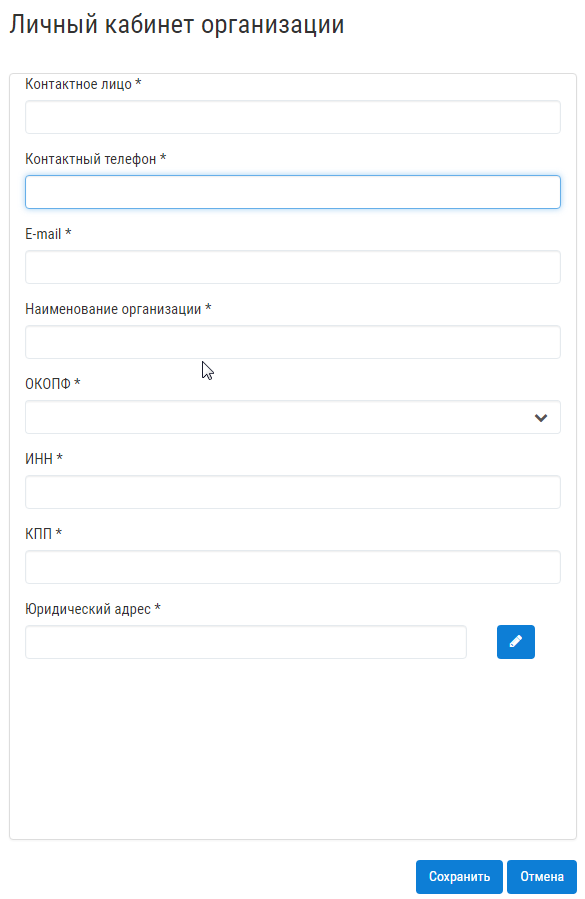 Личный кабинет организации
Контактное лицо *
Контактный телефон *
E-mail *
Наименование организации *
ОКОПФ *
ИНН *
КПП *
Юридический адрес *
Сохранить Отмена